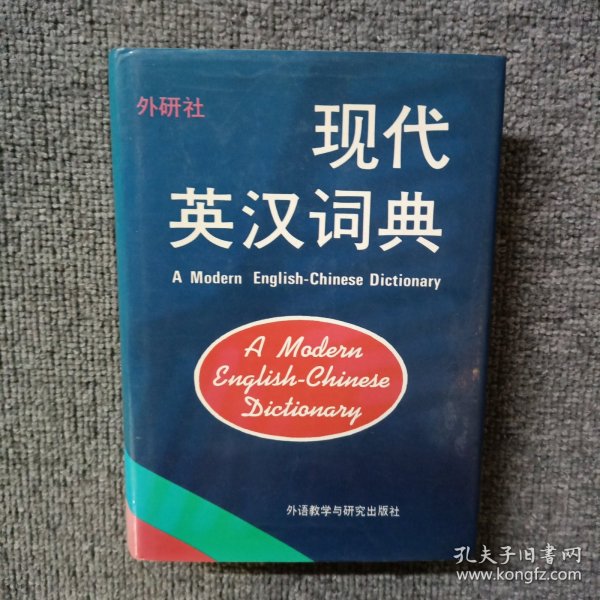 外研社
现代
英汉词典
A Modern English-Chinese Dictionary
A Modern
English-Chinese
Dictionary
外语教学与研究出版社
孔夫子旧书网
www.kongfz.com